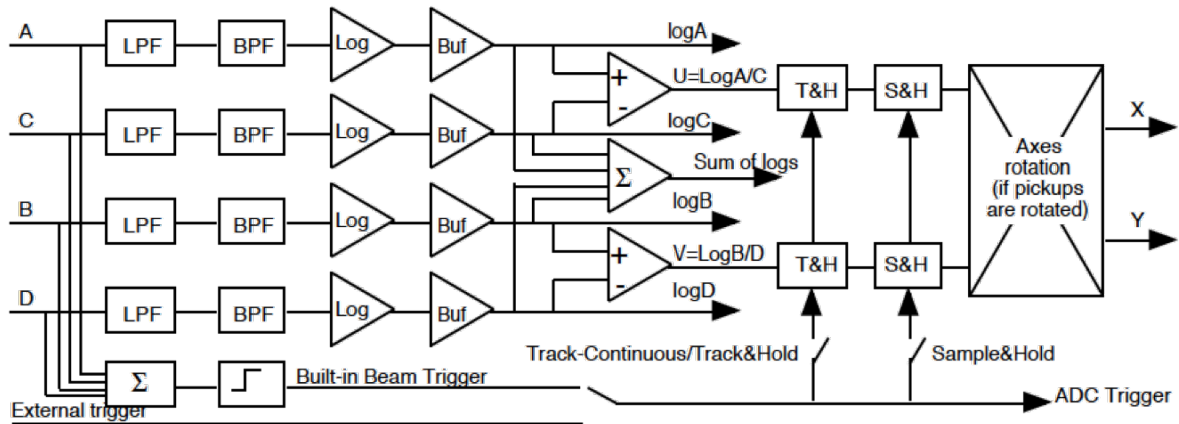 A
LPF
BPF
Log
Buf
logA
+
-
U=LogA/C
T&H
S&H
C
LPF
BPF
Log
Buf
logC
Σ
Sum of logs
X
Axes
rotation
(if pickups
are rotated)
Y
B
LPF
BPF
Log
Buf
logB
+
-
V=LogB/D
T&H
S&H
D
LPF
BPF
Log
Buf
logD
Track-Continuous/Track&Hold
Sample&Hold
Σ
Built-in Beam Trigger
ADC Trigger
External trigger